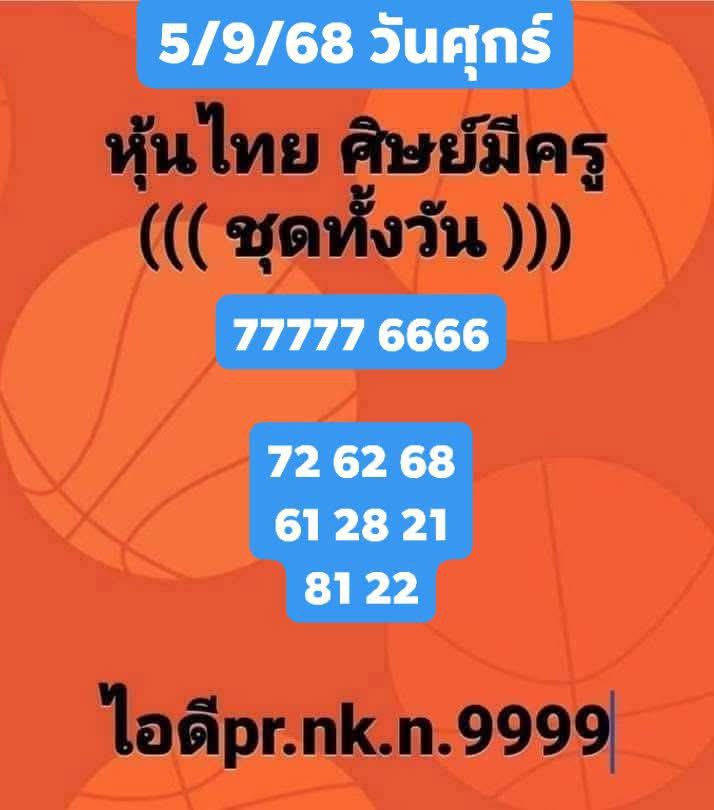 5/9/68 วันศุกร์
หุ้นไทย ศิษย์มีครู
((( ชุดทั้งวัน )))
77777 6666
72 62 68
61 28 21
81 22
ไอดีpr.nk.n.9999